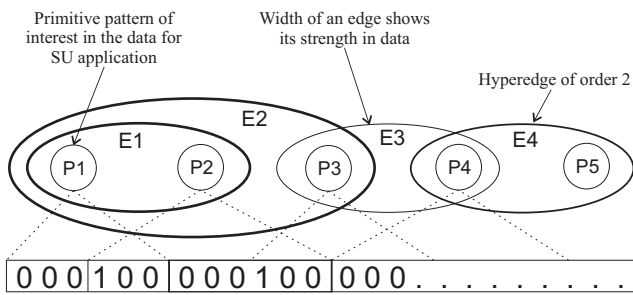 Primitive pattern of
interest in the data for
SU application
Width of an edge shows
its strength in data
Hyperedge of order 2
E1
E2
E3
E4
P1
P2
P3
P4
P5
0 0 0 1 0 0 0 0 0 1 0 0 0 0 0 . . . . . . . . .